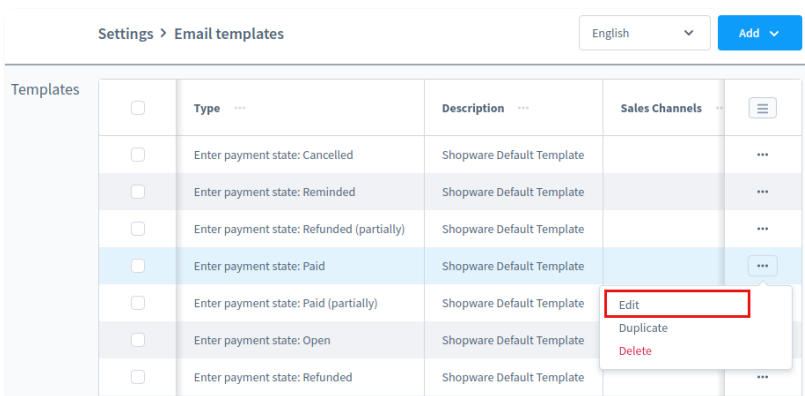 Settings > Email templates
English
Add
Templates
Type ··· Description ··· Sales Channels ··
Enter payment state: Cancelled Shopware Default Template ···
Enter payment state: Reminded Shopware Default Template ···
Enter payment state: Refunded (partially) Shopware Default Template ···
Enter payment state: Paid Shopware Default Template ···
Enter payment state: Paid (partially) Shopware Default Template
Edit
Duplicate
Enter payment state: Open Shopware Default Template
Delete
Enter payment state: Refunded Shopware Default Template ···